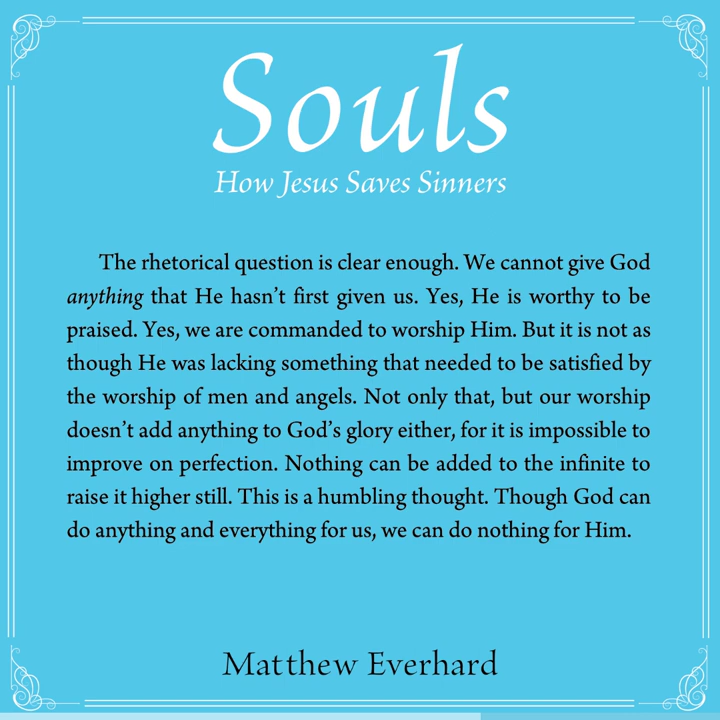 Souls
How Jesus Saves Sinners
The rhetorical question is clear enough. We cannot give God
anything that He hasn’t first given us. Yes, He is worthy to be
praised. Yes, we are commanded to worship Him. But it is not as
though He was lacking something that needed to be satisfied by
the worship of men and angels. Not only that, but our worship
doesn’t add anything to God’s glory either, for it is impossible to
improve on perfection. Nothing can be added to the infinite to
raise it higher still. This is a humbling thought. Though God can
do anything and everything for us, we can do nothing for Him.
Matthew Everhard